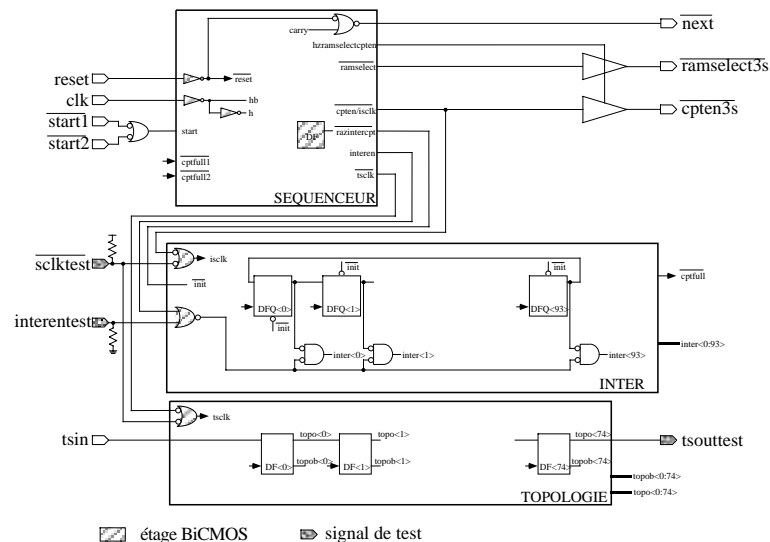 next
carry
hzramselectcpten
reset
reset
ramselect
ramselect3s
clk
hb
h
cpten/isclk
cpten3s
start1
start2
start
DF
razintercpt
interen
cptfull1
cptfull2
tsclk
SEQUENCEUR
sclktest
isclk
init
init
init
cptfull
DFQ<0>
DFQ<1>
DFQ<93>
init
interentest
inter<0>
inter<1>
inter<93>
inter<0:93>
INTER
tsclk
tsin
topo<0>
topo<1>
topo<74>
tsouttest
DF<0>
topob<0>
DF<1>
topob<1>
DF<74>
topob<74>
topob<0:74>
topo<0:74>
TOPOLOGIE
étage BiCMOS
signal de test